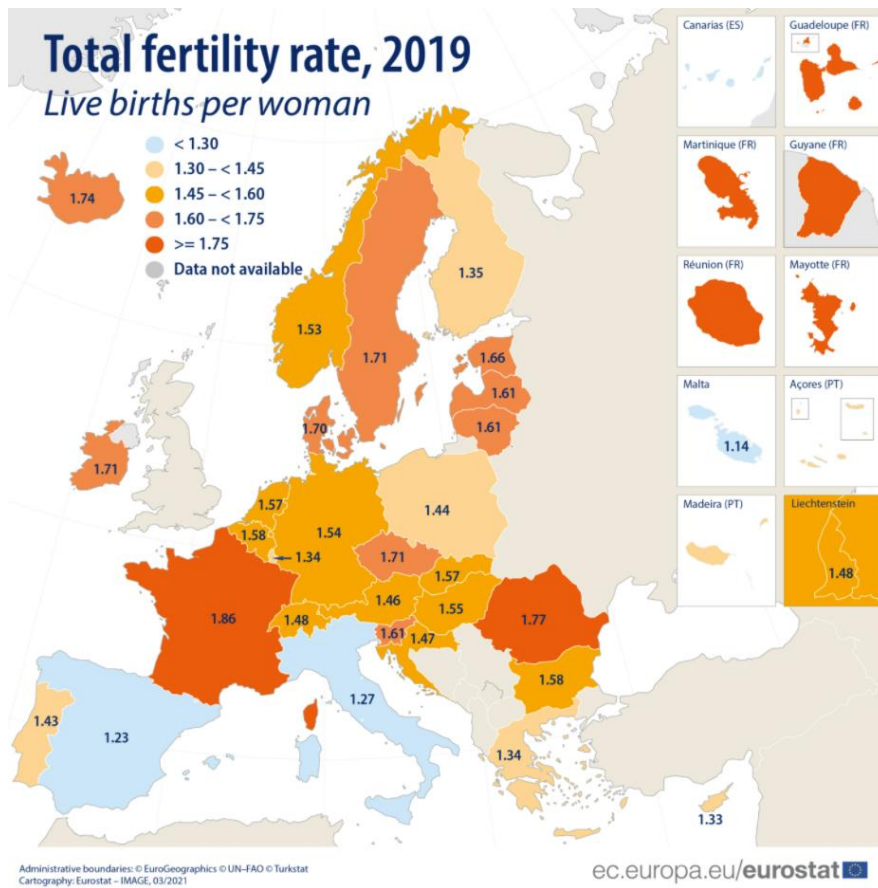 Total fertility rate, 2019
Live births per woman
< 1.30
1.30 – < 1.45
1.45 – < 1.60
1.60 – < 1.75
>= 1.75
Data not available
Canarias (ES)
Guadeloupe (FR)
Martinique (FR)
Guyane (FR)
Réunion (FR)
Mayotte (FR)
Malta
1.14
Açores (PT)
Madeira (PT)
Liechtenstein
1.48
1.74
1.35
1.53
1.71
1.66
1.61
1.61
1.70
1.71
1.57
1.54
1.44
1.58
1.34
1.71
1.57
1.46
1.55
1.86
1.48
1.77
1.61
1.47
1.58
1.27
1.43
1.23
1.34
1.33
Administrative boundaries: © EuroGeographics © UN–FAO © Turkstat
Cartography: Eurostat – IMAGE, 03/2021
ec.europa.eu/eurostat